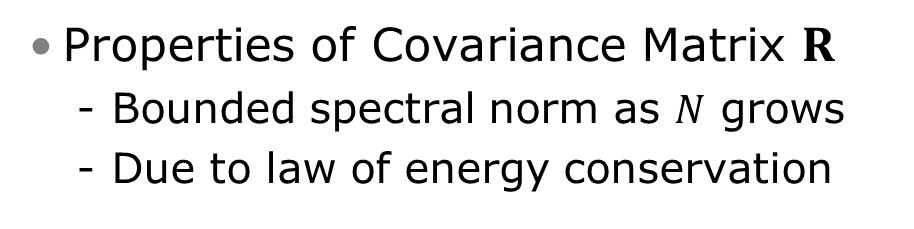 • Properties of Covariance Matrix R
- Bounded spectral norm as N grows
- Due to law of energy conservation